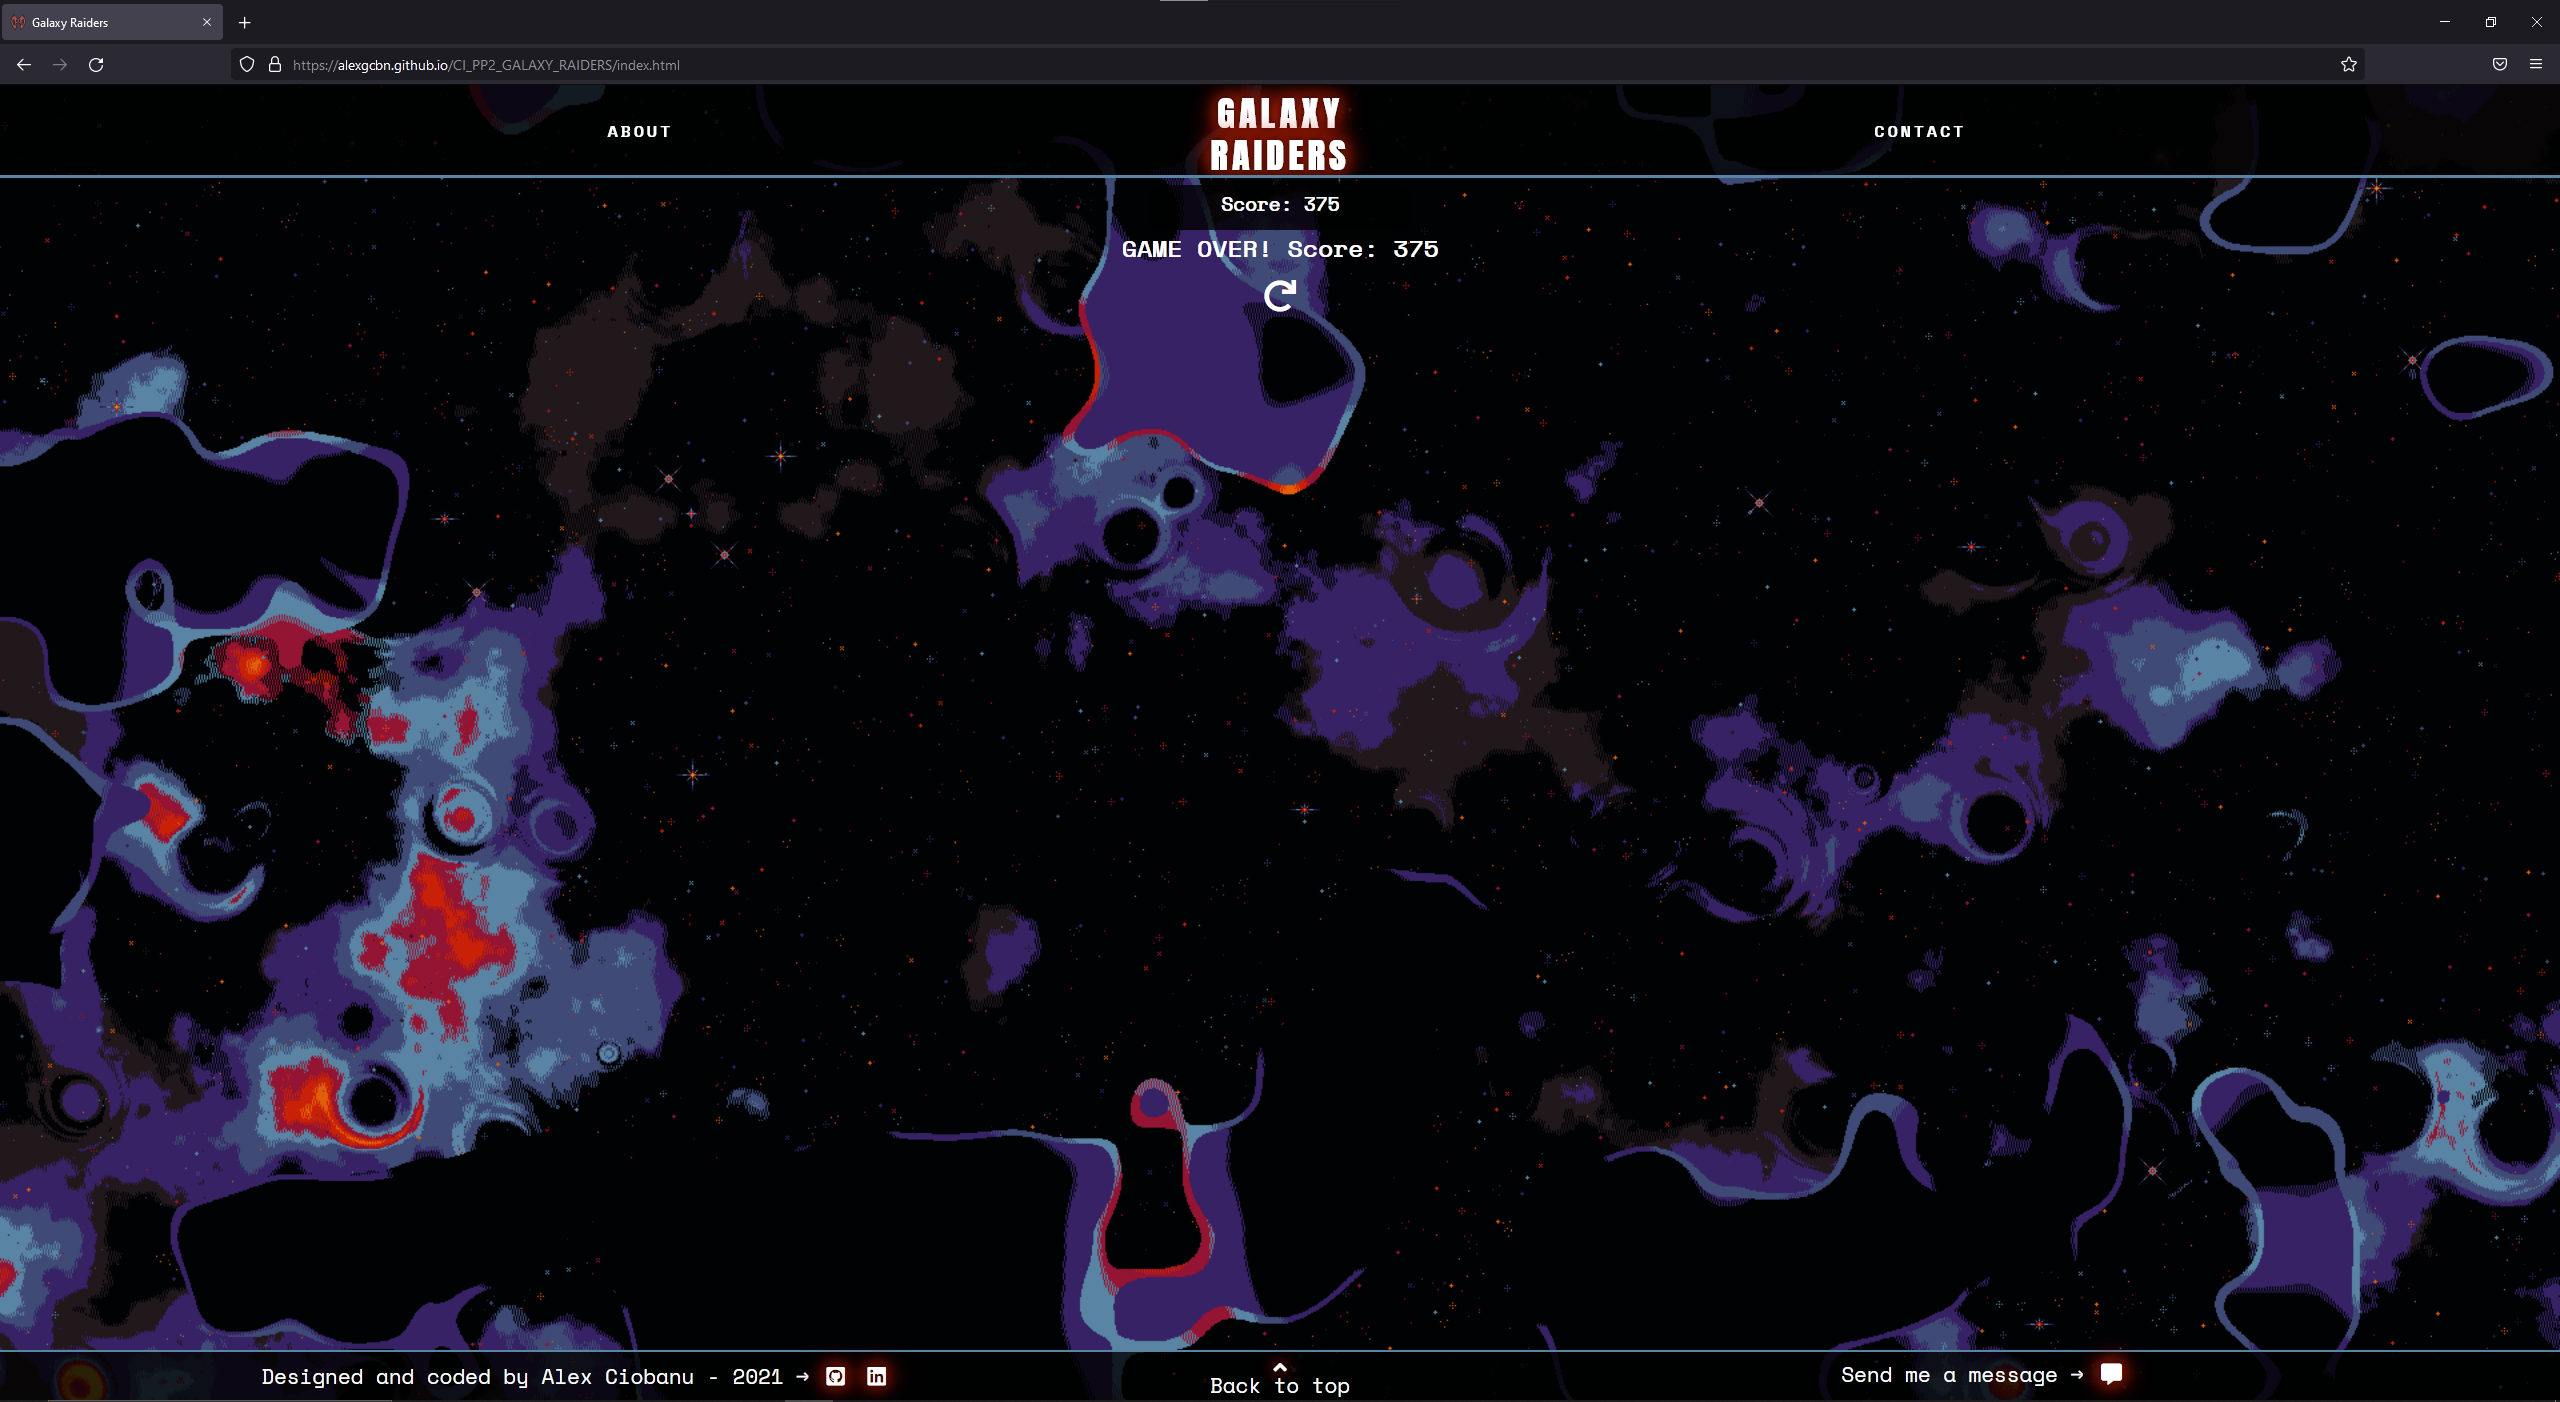 Galaxy Raiders
https://alexgcbn.github.io/CI_PP2_GALAXY_RAIDERS/index.html
ABOUT
GALAXY
RAIDERS
CONTACT
Score: 375
GAME OVER! Score: 375
Designed and coded by Alex Ciobanu - 2021 →
in
Back to top
Send me a message →